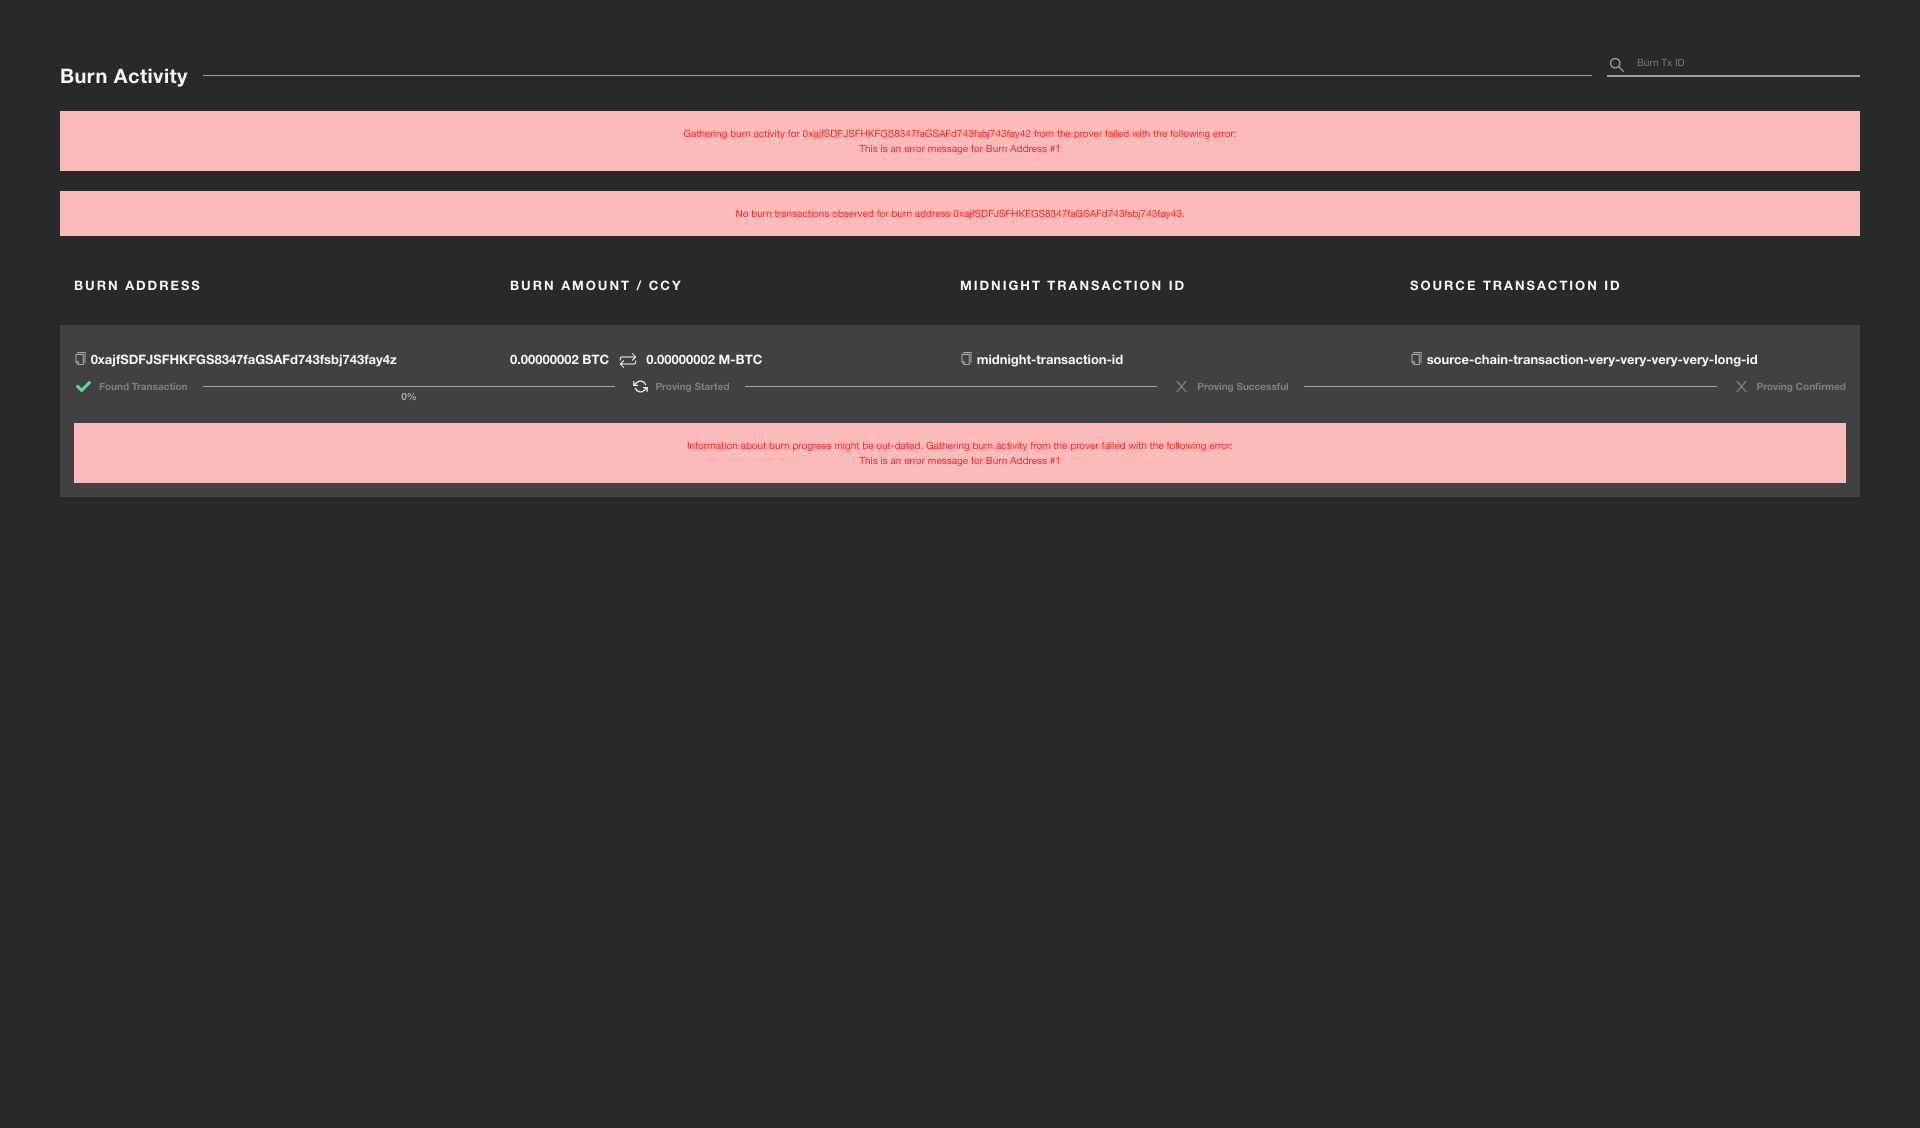 Burn Activity
Burn Tx ID
Gathering burn activity for 0xajfSDFJSFHKFGS8347faGSAFd743fsbj743fay42 from the prover failed with the following error:
This is an error message for Burn Address #1
No burn transactions observed for burn address 0xajfSDFJSFHKFGS8347faGSAFd743fsbj743fay43.
BURN ADDRESS BURN AMOUNT / CCY MIDNIGHT TRANSACTION ID SOURCE TRANSACTION ID
0xajfSDFJSFHKFGS8347faGSAFd743fsbj743fay4z 0.00000002 BTC 0.00000002 M-BTC midnight-transaction-id source-chain-transaction-very-very-very-very-long-id
Found Transaction Proving Started Proving Successful Proving Confirmed
0%
Information about burn progress might be out-dated. Gathering burn activity from the prover failed with the following error:
This is an error message for Burn Address #1